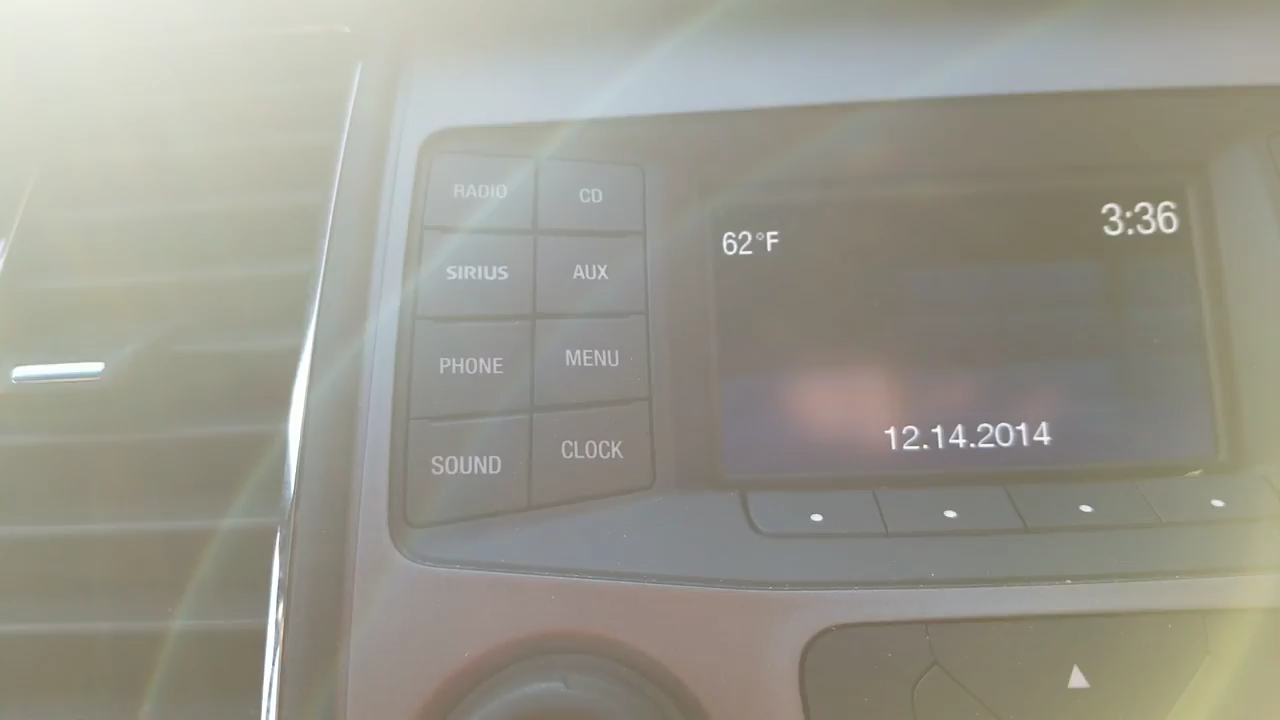 RADIO CD
SIRIUS AUX
PHONE MENU
SOUND CLOCK
62°F 3:36
12.14.2014